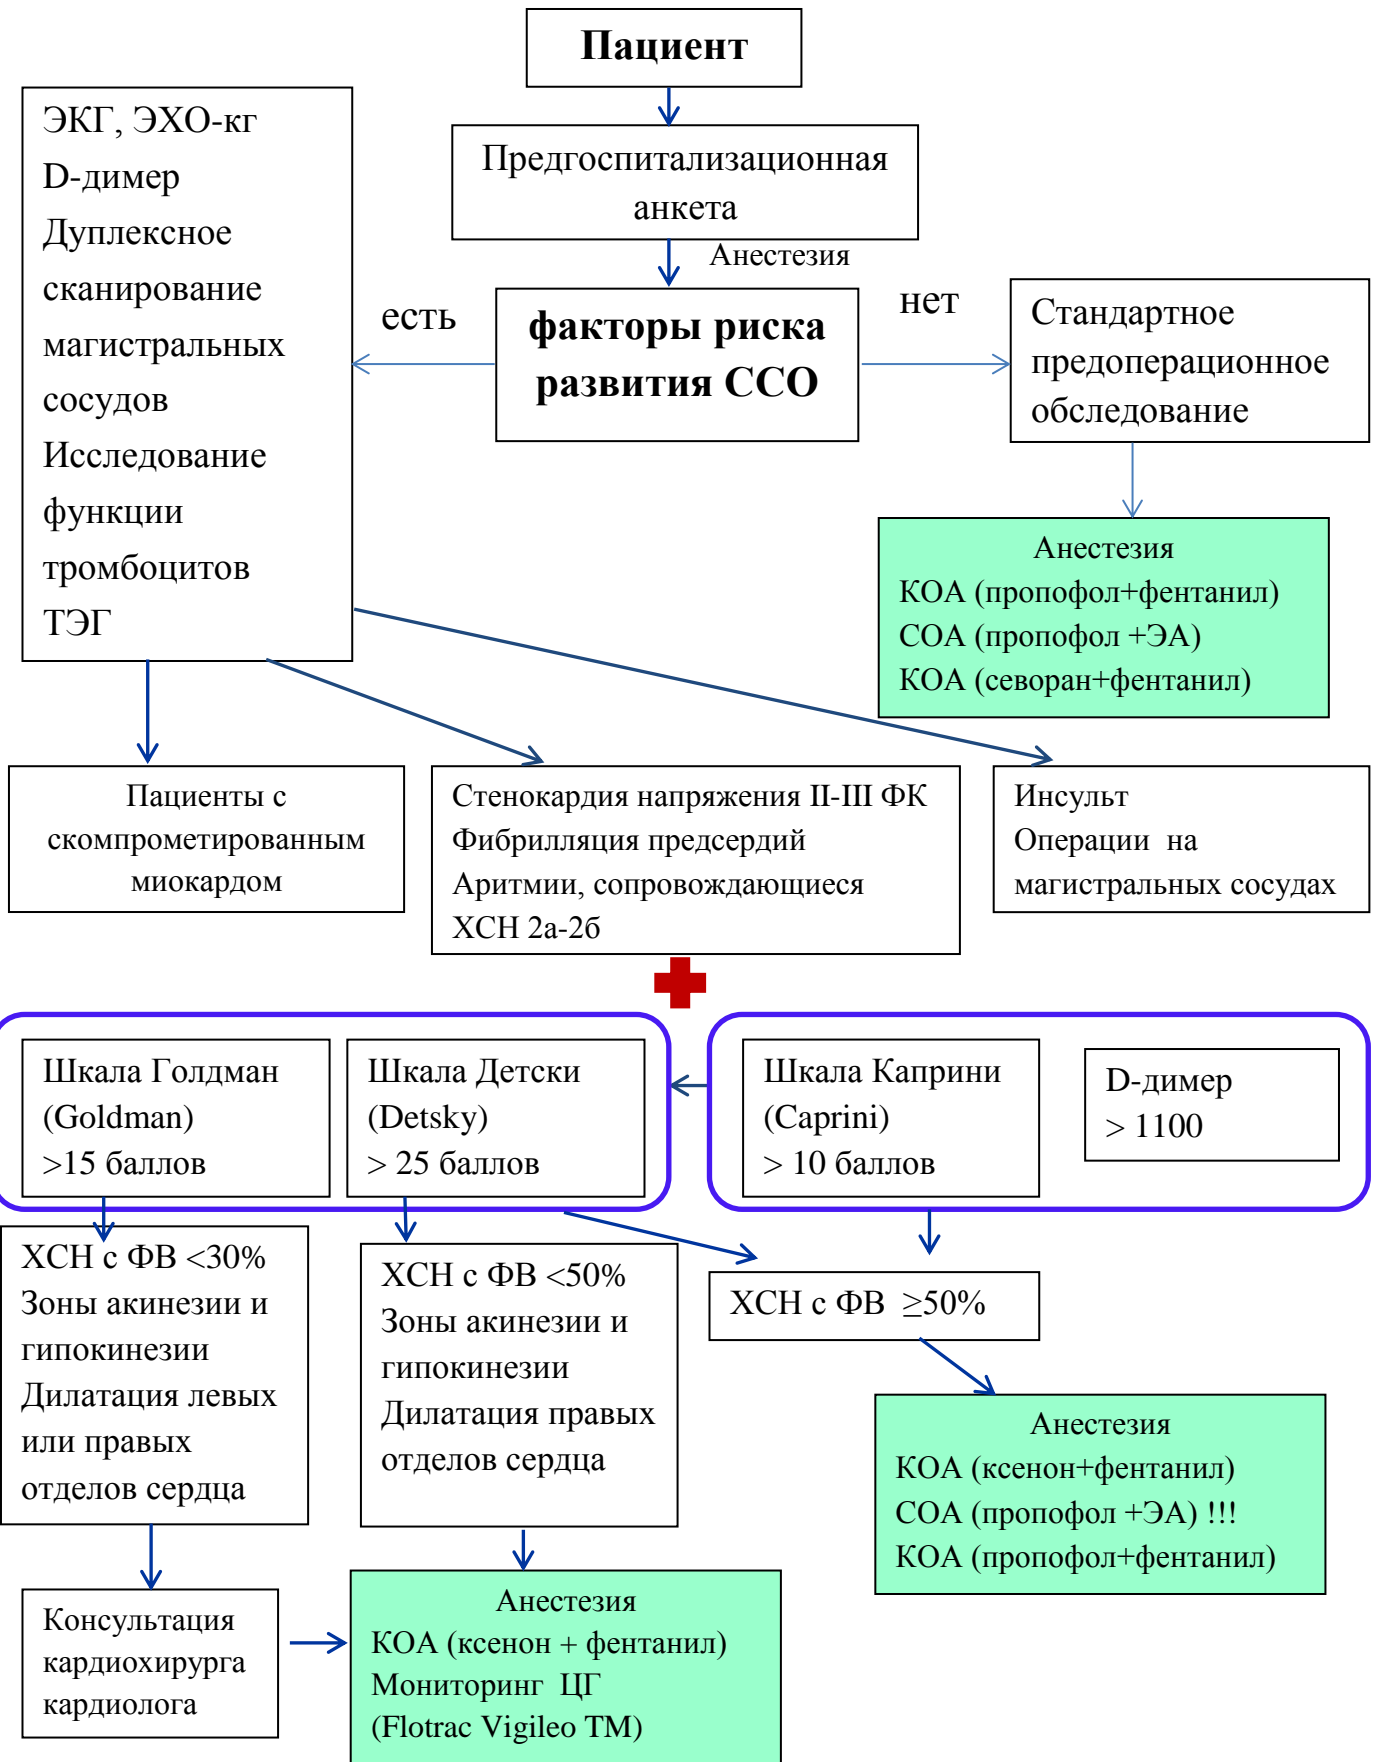 Пациент
Предгоспитализационная
анкета
Анестезия
факторы риска
развития ССО
есть
нет
ЭКГ, ЭХО-кг
D-димер
Дуплексное
сканирование
магистральных
сосудов
Исследование
функции
тромбоцитов
ТЭГ
Стандартное
предоперационное
обследование
Анестезия
КОА (пропофол+фентанил)
СОА (пропофол +ЭА)
КОА (севоран+фентанил)
Пациенты с
скомпрометированным
миокардом
Стенокардия напряжения II-III ФК
Фибрилляция предсердий
Аритмии, сопровождающиеся
ХСН 2а-2б
Инсульт
Операции на
магистральных сосудах
Шкала Голдман
(Goldman)
>15 баллов
Шкала Детски
(Detsky)
> 25 баллов
Шкала Каприни
(Caprini)
> 10 баллов
D-димер
> 1100
ХСН с ФВ <30%
Зоны акинезии и
гипокинезии
Дилатация левых
или правых
отделов сердца
ХСН с ФВ <50%
Зоны акинезии и
гипокинезии
Дилатация правых
отделов сердца
ХСН с ФВ ≥50%
Анестезия
КОА (ксенон+фентанил)
СОА (пропофол +ЭА) !!!
КОА (пропофол+фентанил)
Консультация
кардиохирурга
кардиолога
Анестезия
КОА (ксенон + фентанил)
Мониторинг ЦГ
(Flotrac Vigileo TM)